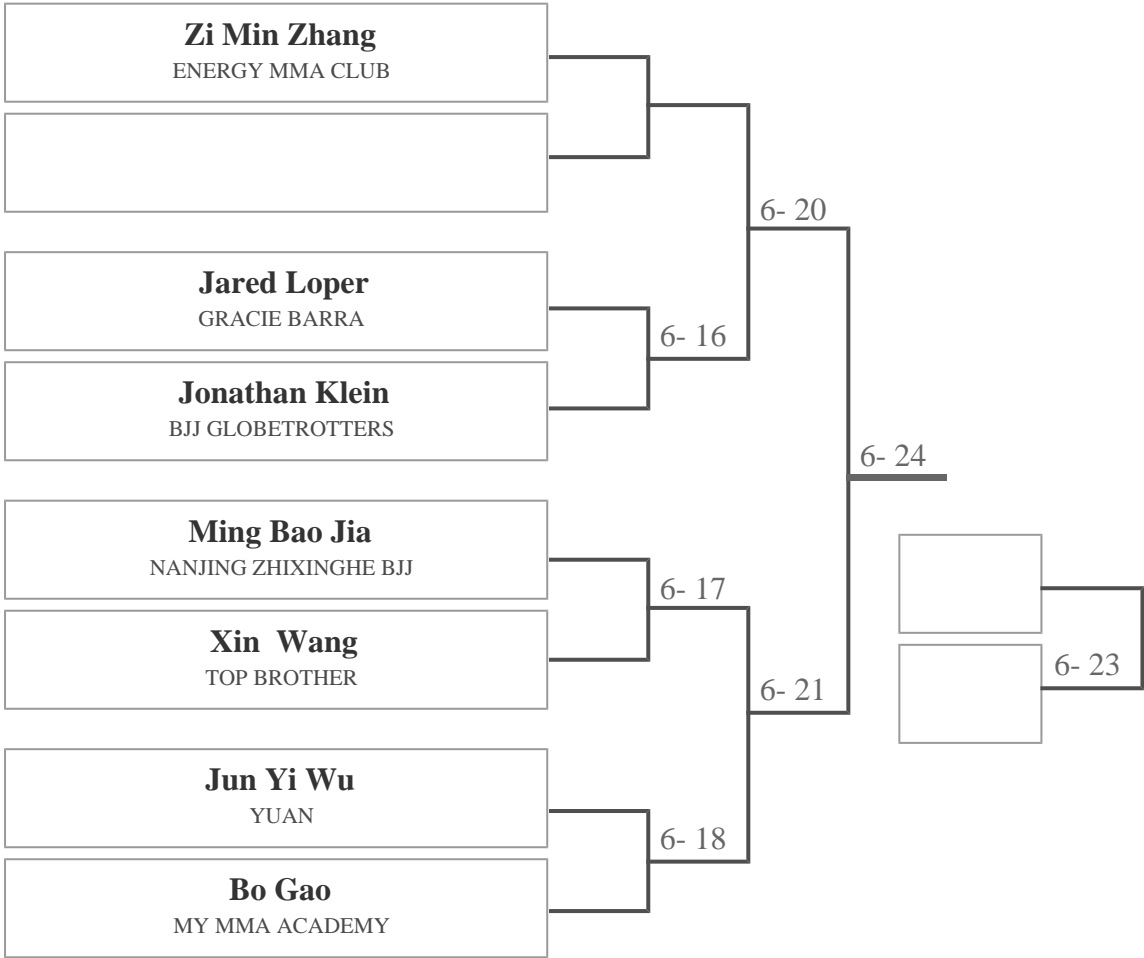 Zi Min Zhang
ENERGY MMA CLUB
6- 20
Jared Loper
GRACIE BARRA
6- 16
Jonathan Klein
BJJ GLOBETROTTERS
6- 24
Ming Bao Jia
NANJING ZHIXINGHE BJJ
6- 17
Xin  Wang
TOP BROTHER
6- 23
6- 21
Jun Yi Wu
YUAN
6- 18
Bo Gao
MY MMA ACADEMY